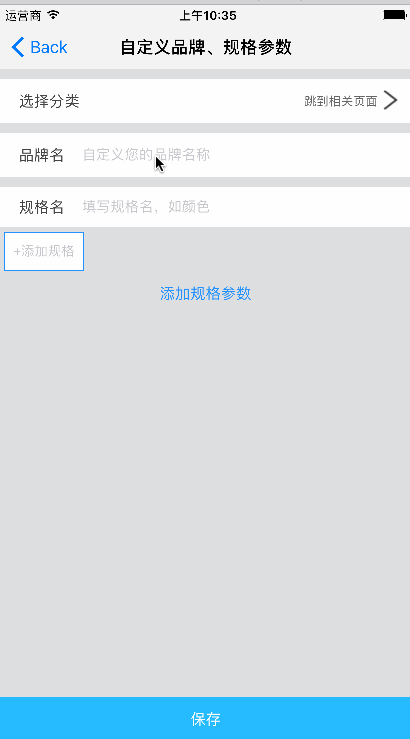 运营商 上午10:35
Back 自定义品牌、规格参数
选择分类 跳到相关页面
品牌名 自定义您的品牌名称
规格名 填写规格名，如颜色
+添加规格
添加规格参数
保存